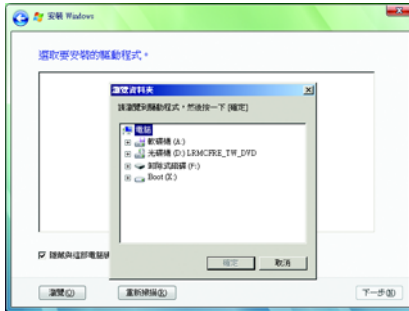 安裝 Windows
選取要安裝的驅動程式。
瀏覽資料夾
請瀏覽到驅動程式，然後按一下 [確定]
電腦
軟碟機 (A:)
光碟機 (D:) LRMCFRE_TW_DVD
卸除式磁碟 (F:)
Boot (X:)
隱藏與這部電腦
確定
取消
瀏覽(O)
重新掃描(R)
下一步(N)